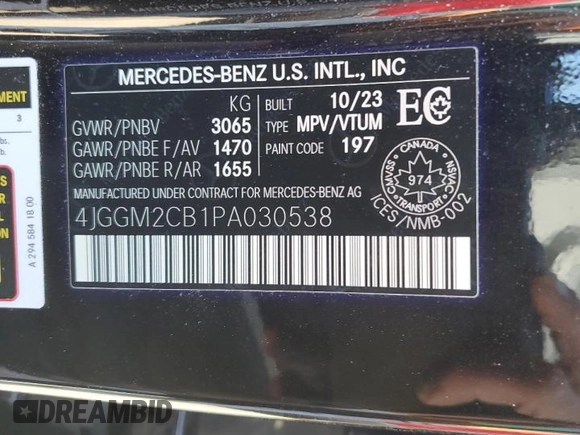 MERCEDES-BENZ U.S. INTL., INC
KG
GVWR/PNBV 3065
GAWR/PNBE F/AV 1470
GAWR/PNBE R/AR 1655
BUILT 10/23
TYPE MPV/VTUM
PAINT CODE 197
EC
MANUFACTURED UNDER CONTRACT FOR MERCEDES-BENZ AG
4JGGM2CB1PA030538
CANADA
974
TRANSPORT
ICES/NMB-002
MENT
3
A 294 584 18 00
DREAMBID